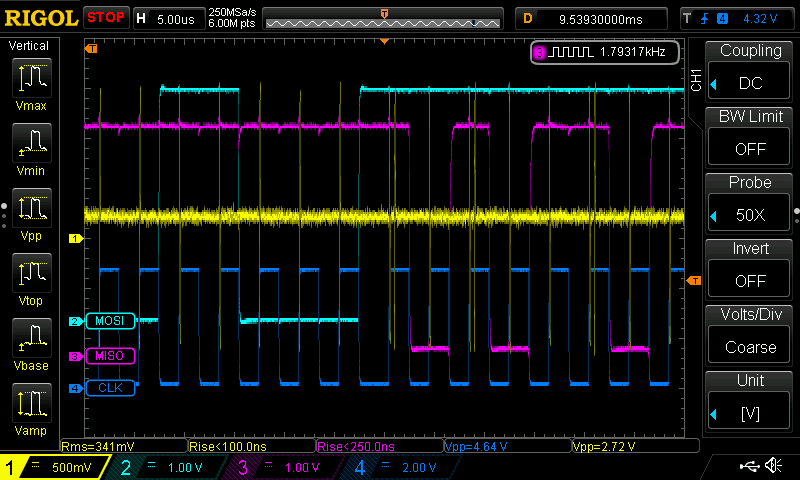 RIGOL STOP H 5.00us 250MSa/s 6.00M pts T D 9.53930000ms T 4 4.32 V
Vertical
Vmax
Vmin
Vpp
Vtop
Vbase
Vamp
T
3 1.79317kHz
1
2 MOSI
3 MISO
4 CLK
T
CH1
Coupling
DC
BW Limit
OFF
Probe
50X
Invert
OFF
Volts/Div
Coarse
Unit
[V]
Rms=341mV Rise<100.0ns Rise<250.0ns Vpp=4.64 V Vpp=2.72 V
1 500mV 2 1.00 V 3 1.00 V 4 2.00 V